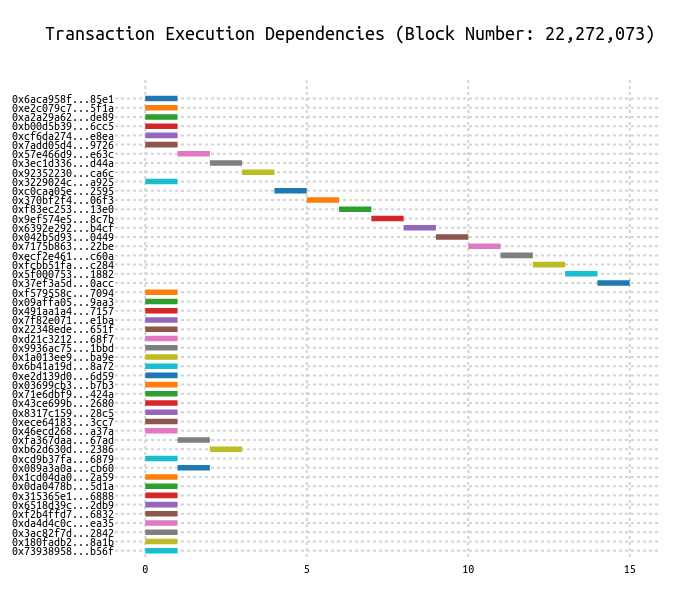 Transaction Execution Dependencies (Block Number: 22,272,073)
0x6aca958f...85e1
0xe2c079c7...5f1a
0xa2a29a62...de89
0xb00d5b39...6cc5
0xcf6da274...e8ea
0x7add05d4...9726
0x57e466d9...e63c
0x3ec1d336...d44a
0x92352230...ca6c
0x3229024c...a925
0xc0caa05e...2595
0x370bf2f4...06f3
0xf83ec253...13e0
0x9ef574e5...8c7b
0x6392e292...b4cf
0x042b5d93...0449
0x7175b863...22be
0xecf2e461...c60a
0xfcbb51fa...c284
0x5f000753...1882
0x37ef3a5d...0acc
0xf579558c...7094
0x09affa05...9aa3
0x491aa1a4...7157
0x7f82e071...e1ba
0x22348ede...651f
0xd21c3212...68f7
0x9936ac75...1bbd
0x1a013ee9...ba9e
0x6b41a19d...8a72
0xe2d139d0...6d59
0x03699cb3...b7b3
0x71e6dbf9...424a
0x43ce699b...2680
0x8317c159...28c5
0xece64183...3cc7
0x46ecd268...a37a
0xfa367daa...67ad
0xb62d630d...2386
0xcd9b37fa...6879
0x089a3a0a...cb60
0x1cd04da0...2a59
0x0da0478b...5d1a
0x315365e1...6888
0x6518d39c...2db9
0xf2b4ffd7...6832
0xda4d4c0c...ea35
0x3ac82f7d...2842
0x180fadb2...8a1b
0x73938958...b56f
0 5 10 15